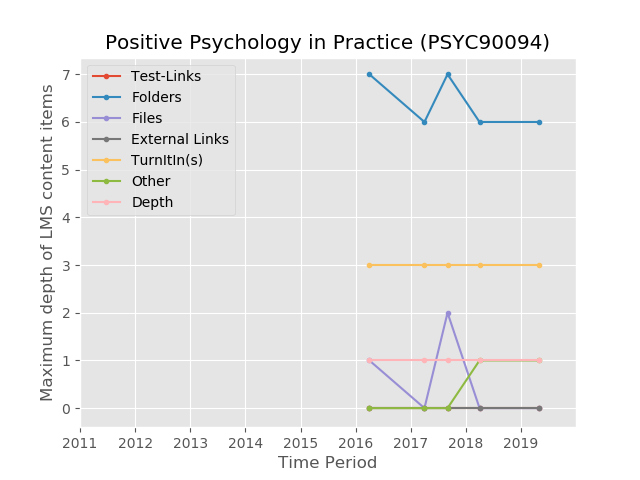 Positive Psychology in Practice (PSYC90094)
Test-Links
Folders
Files
External Links
TurnItIn(s)
Other
Depth
Maximum depth of LMS content items
7
6
5
4
3
2
1
0
2011 2012 2013 2014 2015 2016 2017 2018 2019
Time Period